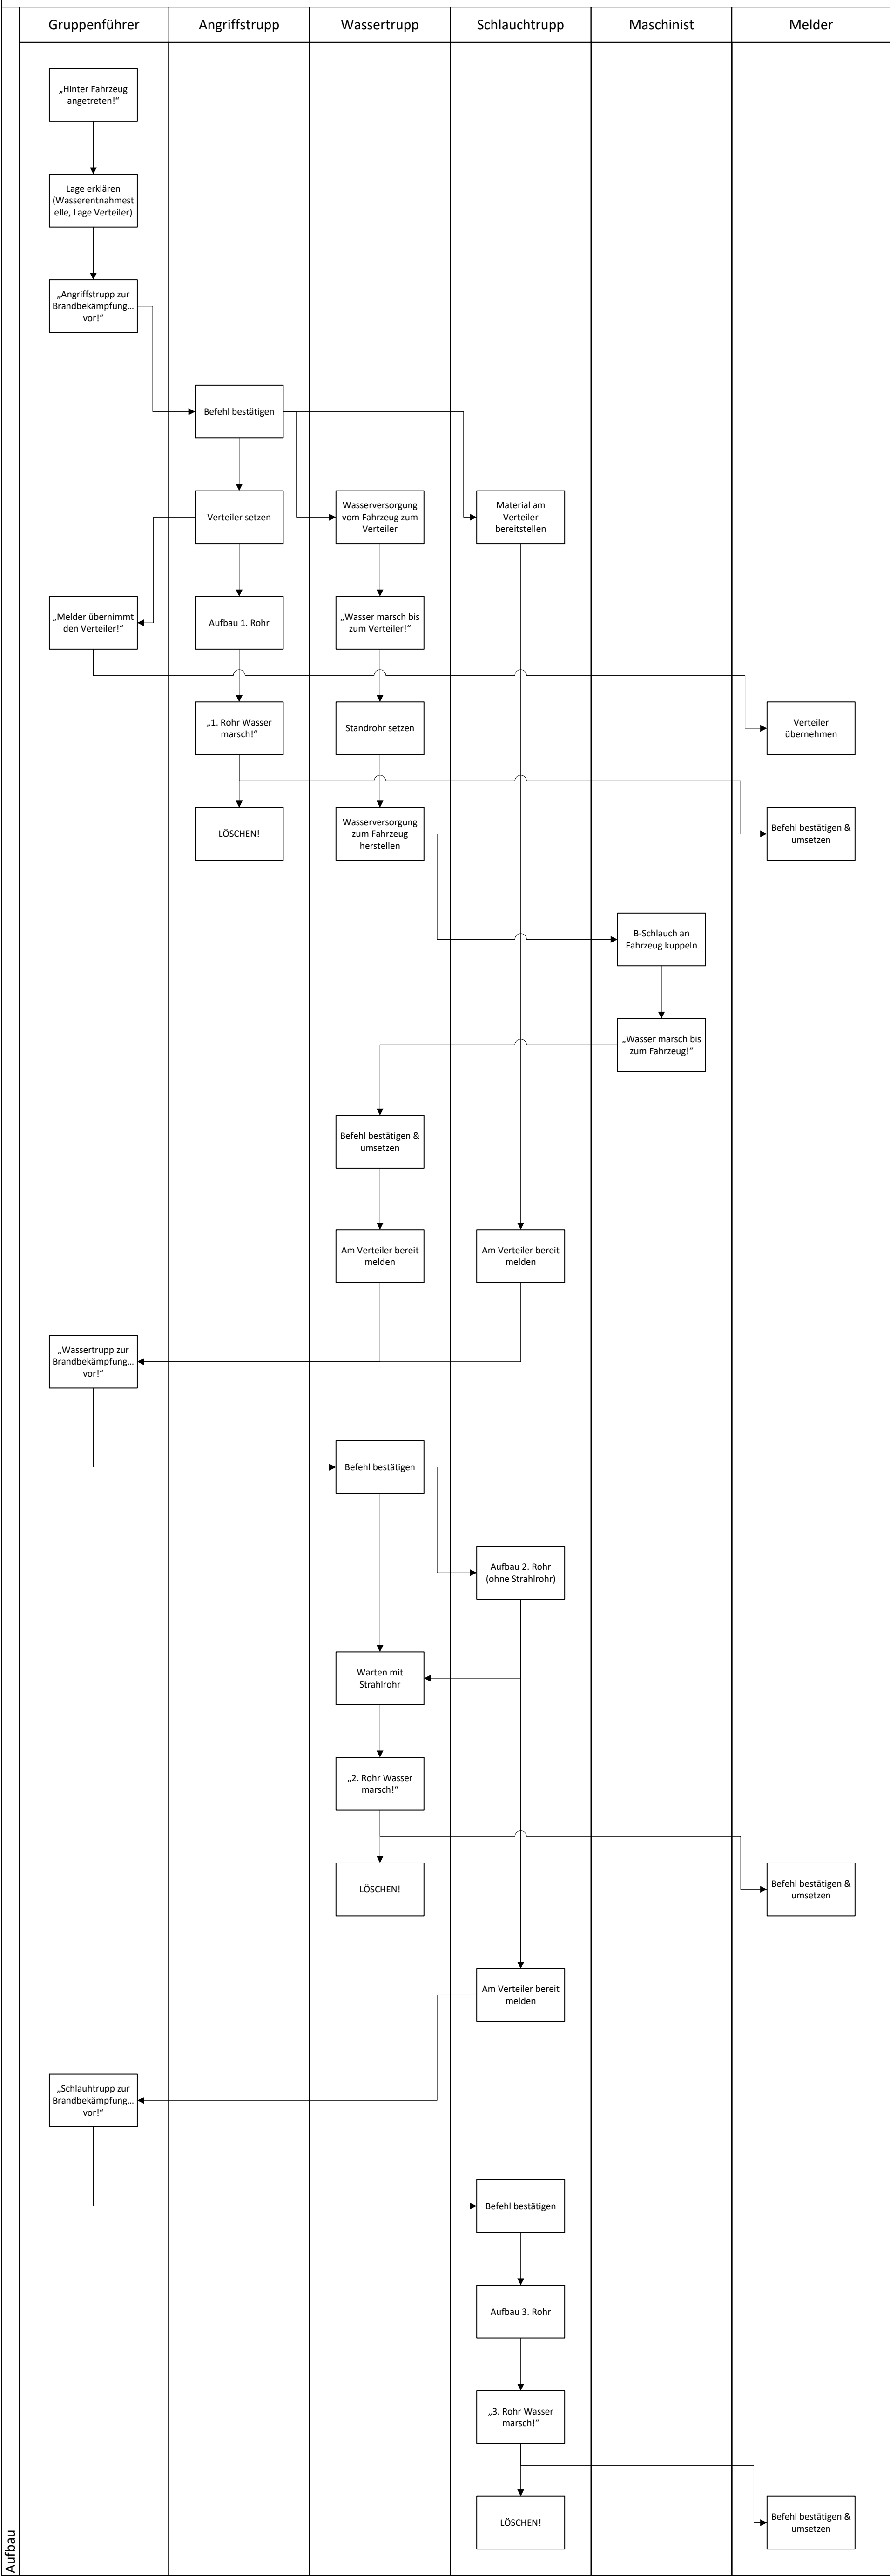 Gruppenführer
Angriffstrupp
Wassertrupp
Schlauchtrupp
Maschinist
Melder
„Hinter Fahrzeug
angetreten!“
Lage erklären
(Wasserentnahmest
elle, Lage Verteiler)
„Angriffstrupp zur
Brandbekämpfung...
vor!“
Befehl bestätigen
Verteiler setzen
Wasserversorgung
vom Fahrzeug zum
Verteiler
Material am
Verteiler
bereitstellen
„Melder übernimmt
den Verteiler!“
Aufbau 1. Rohr
„Wasser marsch bis
zum Verteiler!“
„1. Rohr Wasser
marsch!“
Standrohr setzen
Verteiler
übernehmen
LÖSCHEN!
Wasserversorgung
zum Fahrzeug
herstellen
Befehl bestätigen &
umsetzen
B-Schlauch an
Fahrzeug kuppeln
„Wasser marsch bis
zum Fahrzeug!“
Befehl bestätigen &
umsetzen
Am Verteiler bereit
melden
Am Verteiler bereit
melden
„Wassertrupp zur
Brandbekämpfung...
vor!“
Befehl bestätigen
Aufbau 2. Rohr
(ohne Strahlrohr)
Warten mit
Strahlrohr
„2. Rohr Wasser
marsch!“
LÖSCHEN!
Befehl bestätigen &
umsetzen
Am Verteiler bereit
melden
„Schlauhtrupp zur
Brandbekämpfung...
vor!“
Befehl bestätigen
Aufbau 3. Rohr
„3. Rohr Wasser
marsch!“
LÖSCHEN!
Befehl bestätigen &
umsetzen
Aufbau